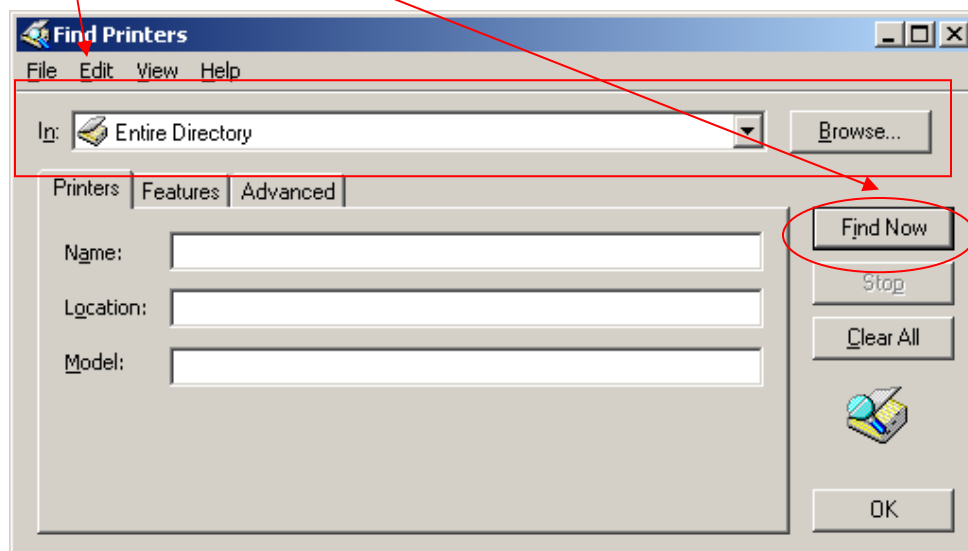 Find Printers
File Edit View Help
In: Entire Directory Browse...
Printers Features Advanced
Find Now
Name:
Stop
Location:
Clear All
Model:
OK